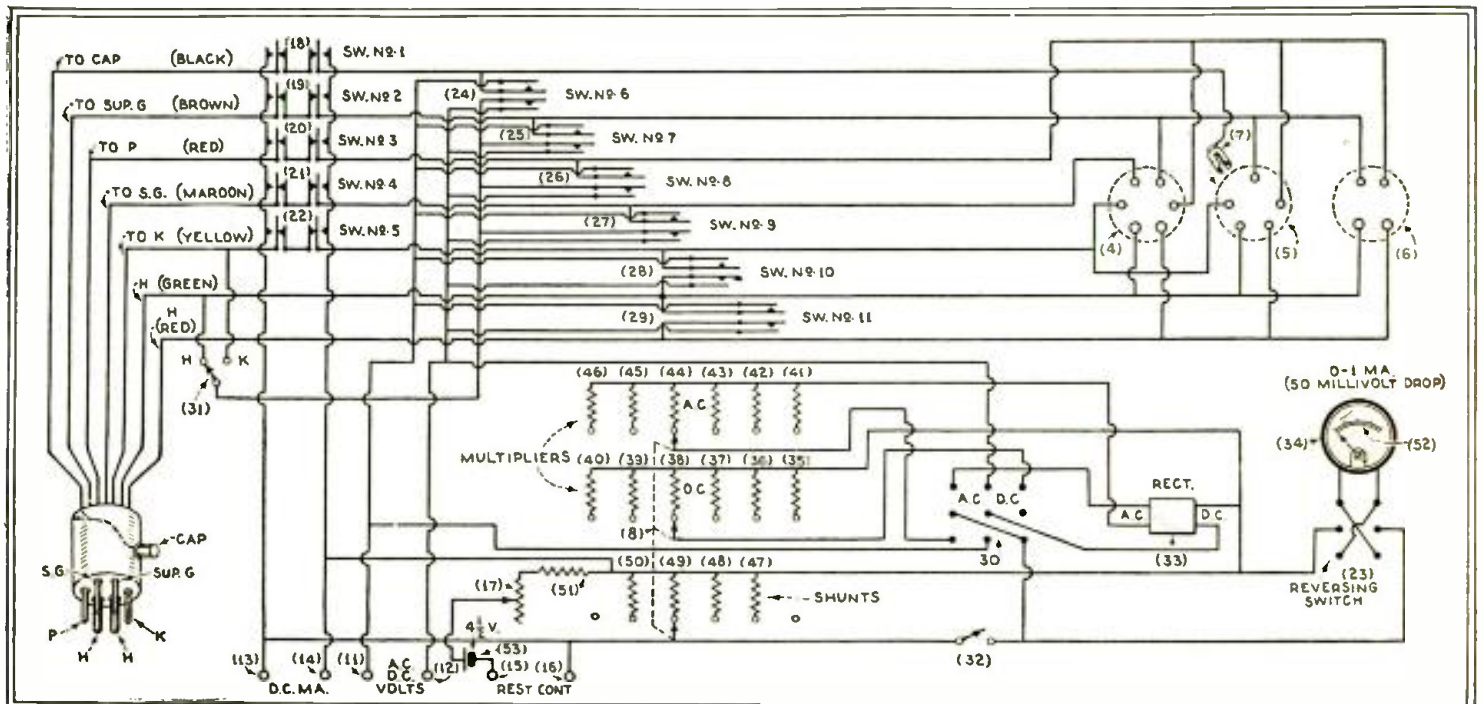 TO CAP (BLACK)
(18)
SW. No. 1
TO SUP. G (BROWN)
(19)
SW. No 2
(24)
SW. No. 6
TO P (RED)
(20)
SW. No. 3
(25)
SW. No. 7
(7)
TO S.G. (MAROON)
(21)
SW. No. 4
(26)
SW. No. 8
TO K (YELLOW)
(22)
SW. No. 5
(27)
SW. No. 9
(4)
(5)
(6)
H (GREEN)
(28)
SW. No. 10
H
(RED)
(29)
SW. No. 11
H
K
(31)
(46) (45) (44) (43) (42) (41)
A.C
0-1 MA.
(50 MILLIVOLT DROP)
(34)
(52)
MULTIPLIERS
(40) (39) (38) (37) (36) (35)
D.C
(8)
A.C D.C
30
RECT.
A.C
D.C.
(33)
(23)
REVERSING
SWITCH
CAP
S.G
SUP. G
P
K
H
H
(17)
(51)
(50) (49) (48) (47)
SHUNTS
4½ V.
(53)
(32)
(13)
(14)
D.C. MA.
(11)
A.C.
D.C.
VOLTS
(12)
(15)
(16)
REST CONT